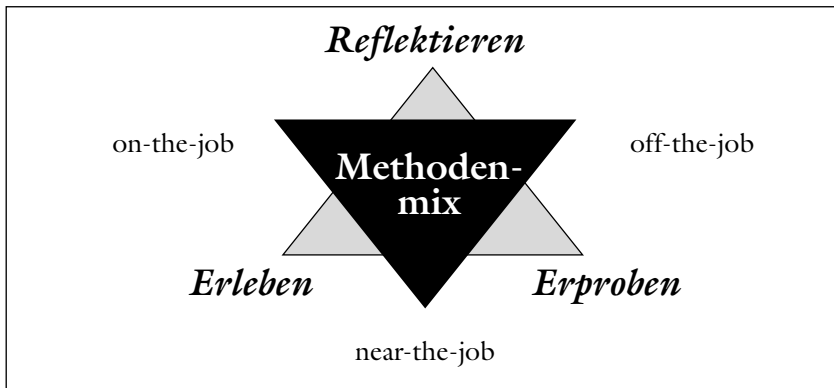 Reflektieren
on-the-job
off-the-job
Methoden-
mix
Erleben
Erproben
near-the-job